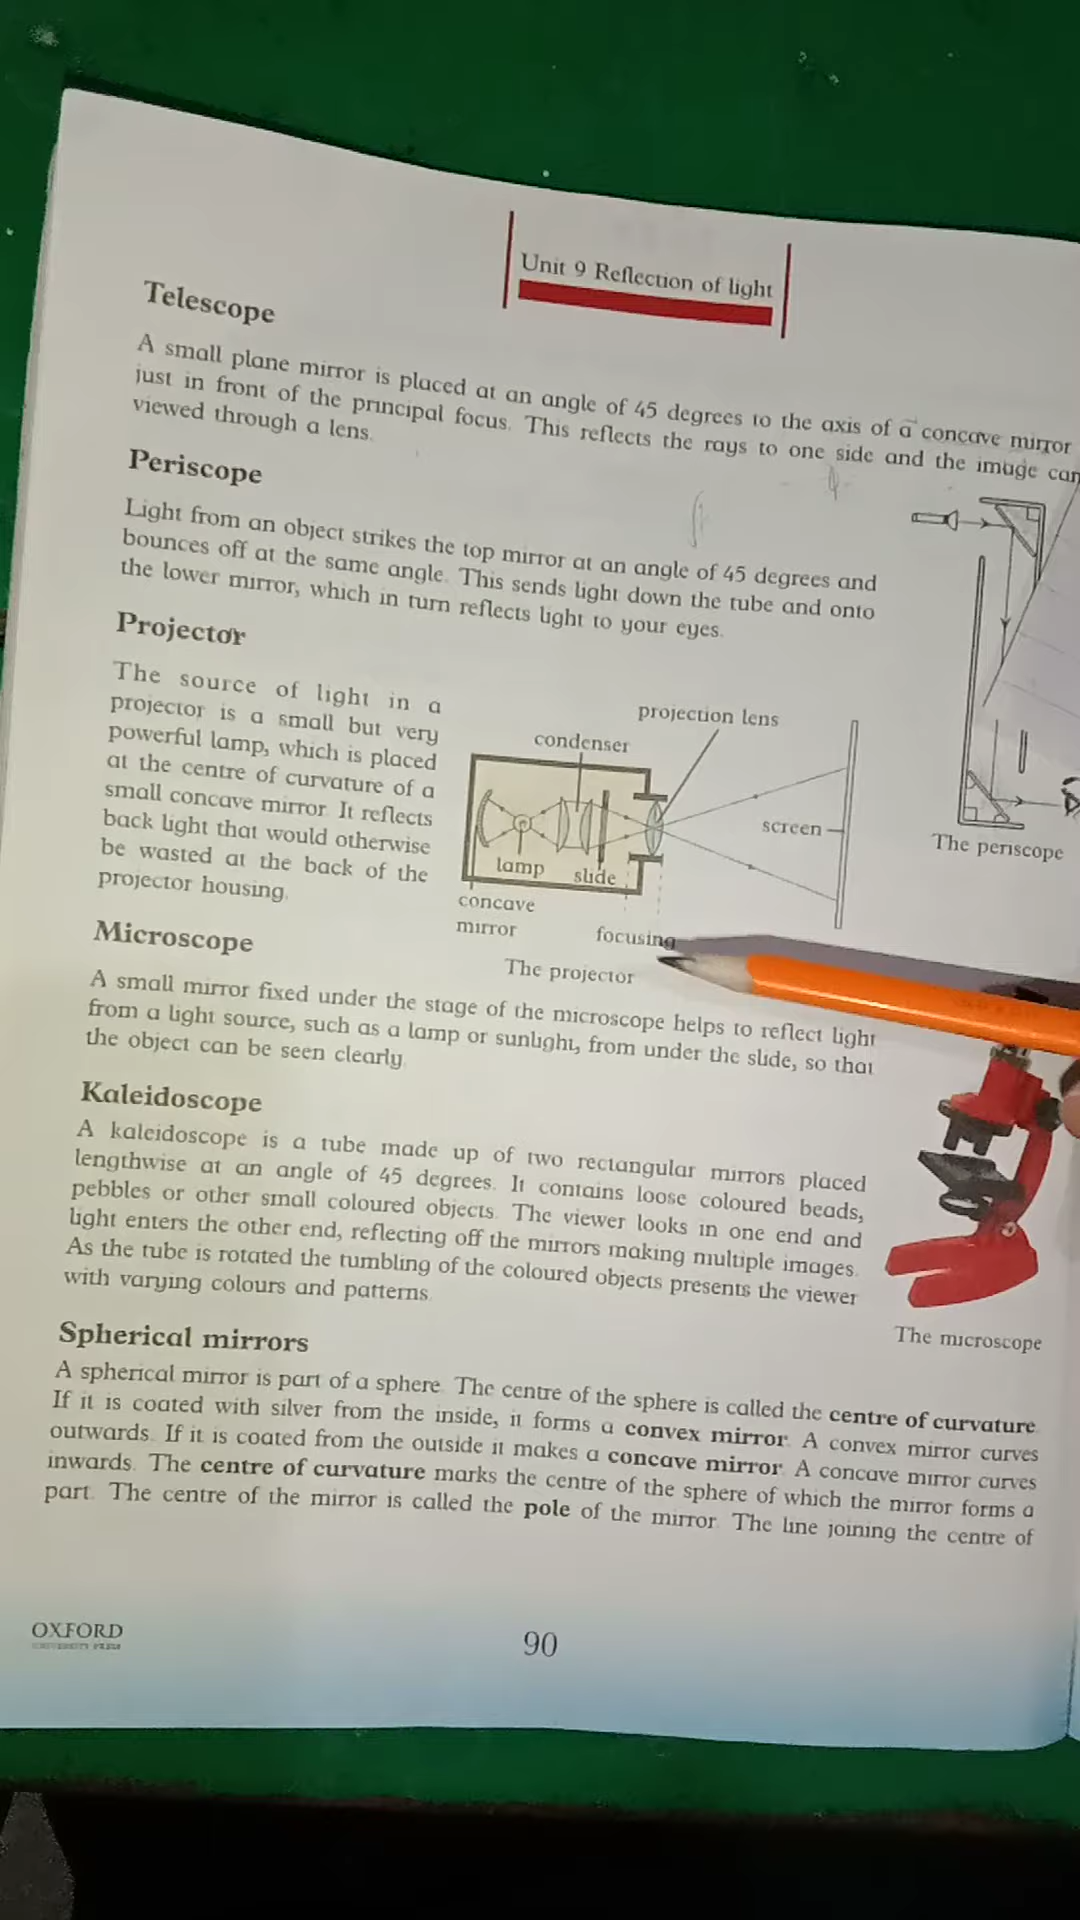 Unit 9 Reflection of light
Telescope
A small plane mirror is placed at an angle of 45 degrees to the axis of a concave mirror
just in front of the principal focus. This reflects the rays to one side and the image can
viewed through a lens.
Periscope
Light from an object strikes the top mirror at an angle of 45 degrees and
bounces off at the same angle. This sends light down the tube and onto
the lower mirror, which in turn reflects light to your eyes.
The periscope
Projector
The source of light in a
projector is a small but very
powerful lamp, which is placed
at the centre of curvature of a
small concave mirror. It reflects
back light that would otherwise
be wasted at the back of the
projector housing.
projection lens
condenser
screen
lamp
slide
concave
mirror
focusing
The projector
Microscope
A small mirror fixed under the stage of the microscope helps to reflect light
from a light source, such as a lamp or sunlight, from under the slide, so that
the object can be seen clearly.
Kaleidoscope
A kaleidoscope is a tube made up of two rectangular mirrors placed
lengthwise at an angle of 45 degrees. It contains loose coloured beads,
pebbles or other small coloured objects. The viewer looks in one end and
light enters the other end, reflecting off the mirrors making multiple images.
As the tube is rotated the tumbling of the coloured objects presents the viewer
with varying colours and patterns.
The microscope
Spherical mirrors
A spherical mirror is part of a sphere. The centre of the sphere is called the centre of curvature.
If it is coated with silver from the inside, it forms a convex mirror. A convex mirror curves
outwards. If it is coated from the outside it makes a concave mirror. A concave mirror curves
inwards. The centre of curvature marks the centre of the sphere of which the mirror forms a
part. The centre of the mirror is called the pole of the mirror. The line joining the centre of
OXFORD
UNIVERSITY PRESS
90